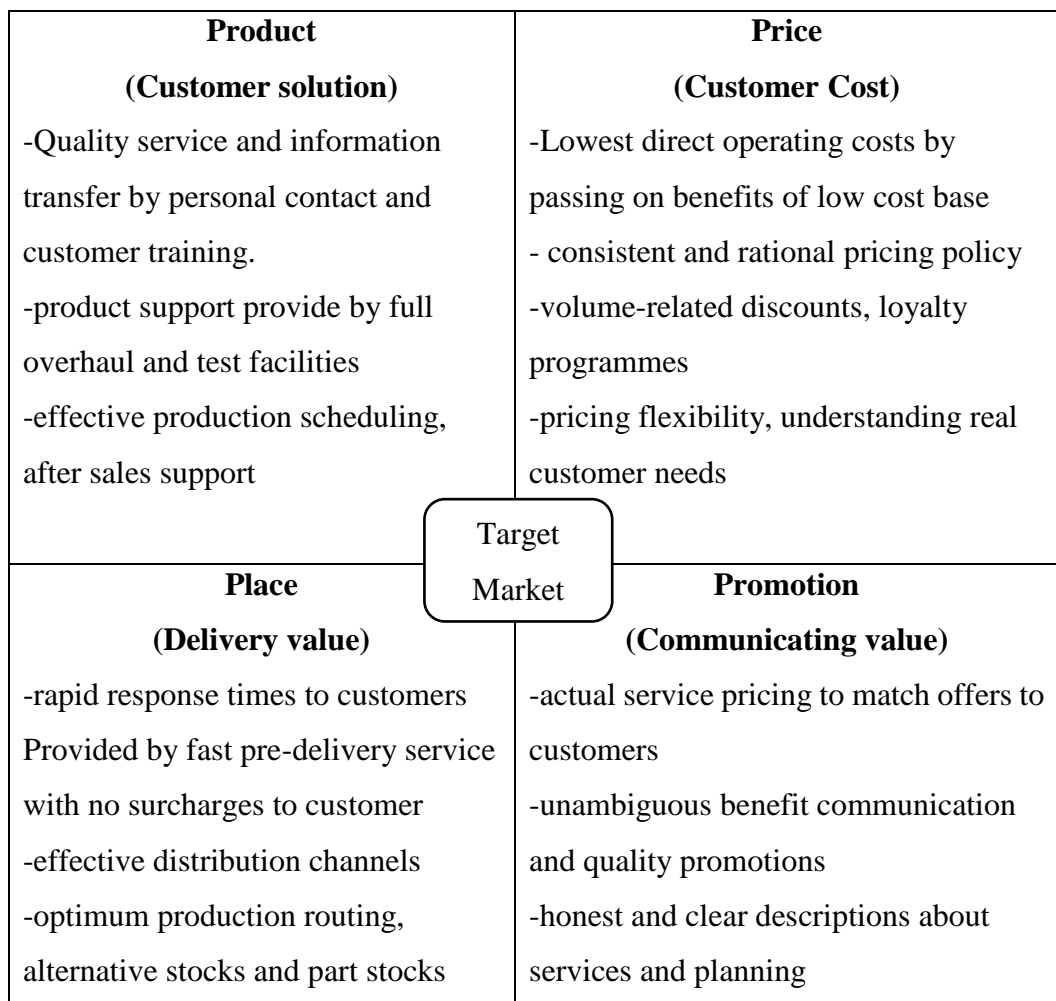 Product
(Customer solution)
-Quality service and information
transfer by personal contact and
customer training.
-product support provide by full
overhaul and test facilities
-effective production scheduling,
after sales support
Price
(Customer Cost)
-Lowest direct operating costs by
passing on benefits of low cost base
- consistent and rational pricing policy
-volume-related discounts, loyalty
programmes
-pricing flexibility, understanding real
customer needs
Target
Market
Place
(Delivery value)
-rapid response times to customers
Provided by fast pre-delivery service
with no surcharges to customer
-effective distribution channels
-optimum production routing,
alternative stocks and part stocks
Promotion
(Communicating value)
-actual service pricing to match offers to
customers
-unambiguous benefit communication
and quality promotions
-honest and clear descriptions about
services and planning